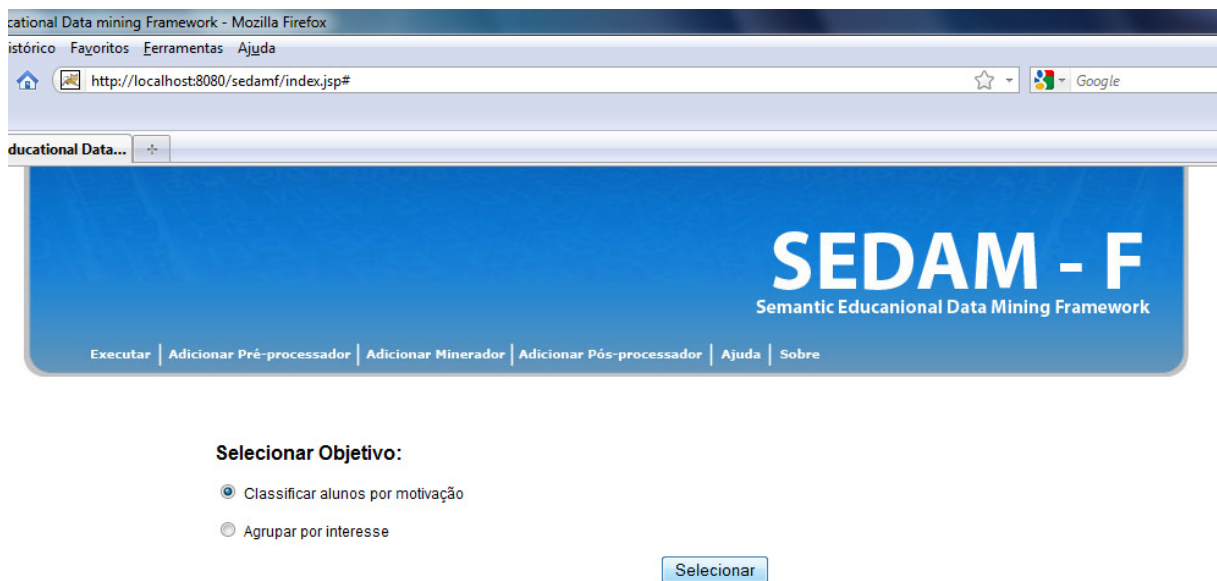 cational Data mining Framework - Mozilla Firefox
istórico Favoritos Ferramentas Ajuda
http://localhost:8080/sedamf/index.jsp# Google
ducational Data...
SEDAM - F
Semantic Educanional Data Mining Framework
Executar | Adicionar Pré-processador | Adicionar Minerador | Adicionar Pós-processador | Ajuda | Sobre
Selecionar Objetivo:
Classificar alunos por motivação
Agrupar por interesse
Selecionar